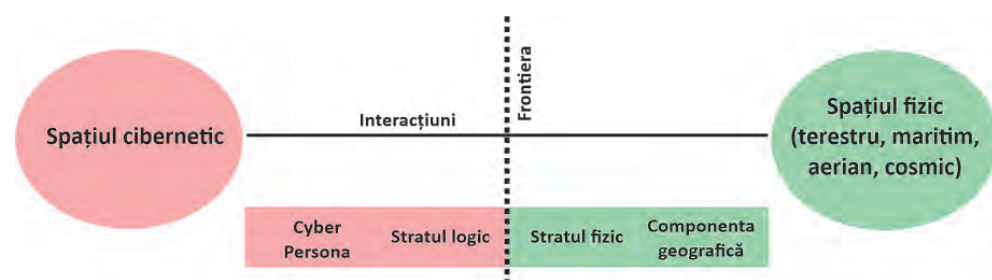 Spațiul cibernetic
Interacțiuni
Frontiera
Spațiul fizic
(terestru, maritim,
aerian, cosmic)
Cyber
Persona
Stratul logic
Stratul fizic
Componenta
geografică